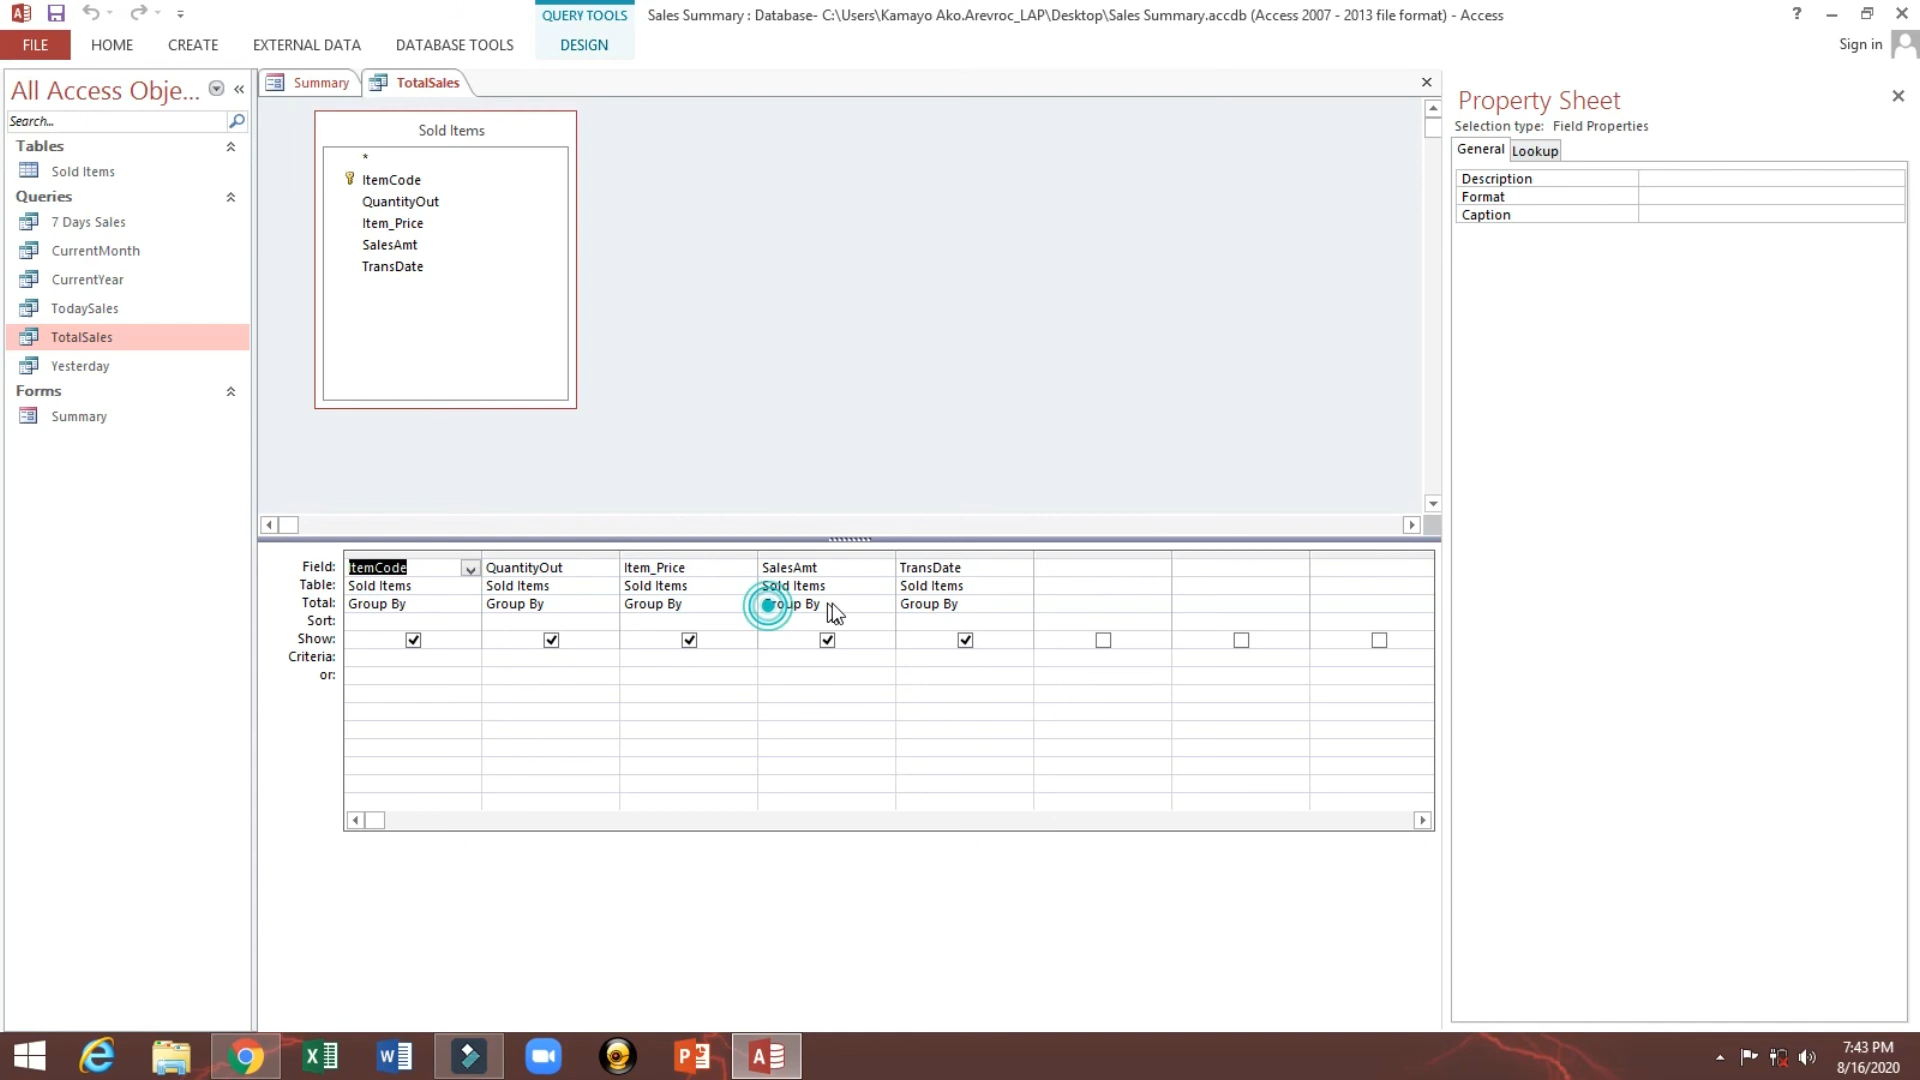 QUERY TOOLS
Sales Summary : Database- C:\Users\Kamayo Ako.Arevroc_LAP\Desktop\Sales Summary.accdb (Access 2007 - 2013 file format) - Access
?
FILE
HOME
CREATE
EXTERNAL DATA
DATABASE TOOLS
DESIGN
Sign in
All Access Obje...
Search...
Tables
Sold Items
Queries
7 Days Sales
CurrentMonth
CurrentYear
TodaySales
TotalSales
Yesterday
Forms
Summary
Summary
TotalSales
Sold Items
*
ItemCode
QuantityOut
Item_Price
SalesAmt
TransDate
Field: ItemCode QuantityOut Item_Price SalesAmt TransDate
Table: Sold Items Sold Items Sold Items Sold Items Sold Items
Total: Group By Group By Group By Group By Group By
Sort:
Show:
Criteria:
or:
Property Sheet
Selection type: Field Properties
General Lookup
Description
Format
Caption
7:43 PM
8/16/2020